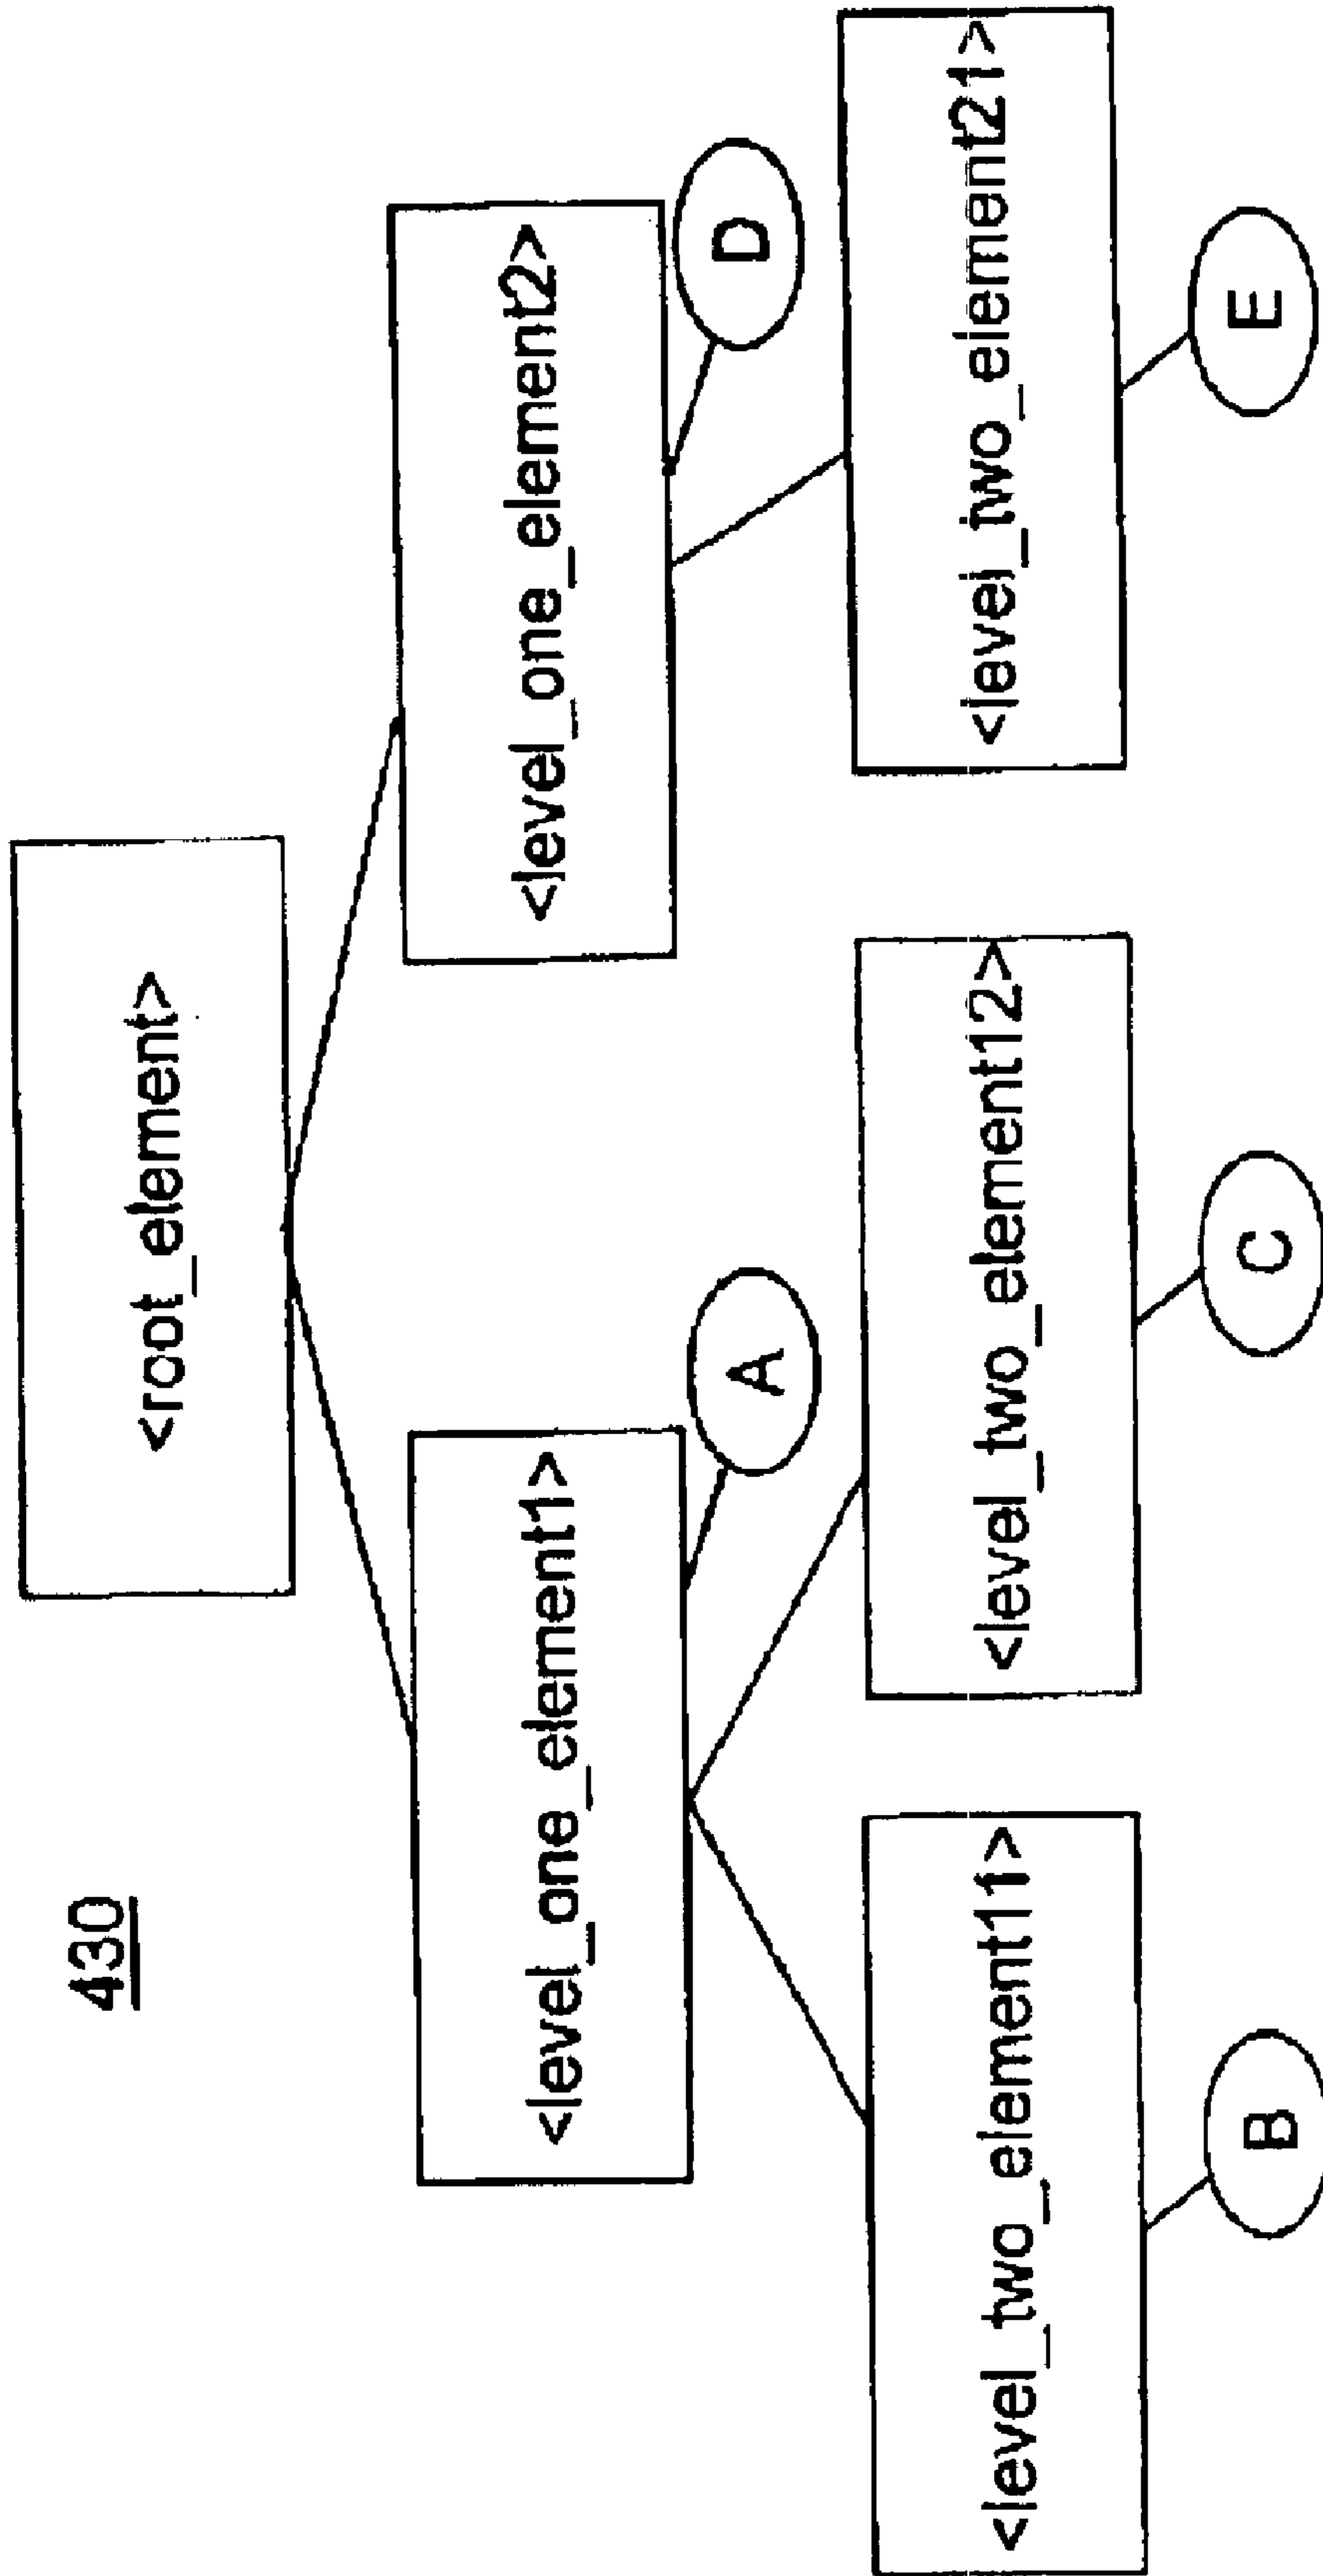 430
<root_element>
<level_one_element1>
<level_one_element2>
A
D
<level_two_element11>
<level_two_element12>
<level_two_element21>
B
C
E